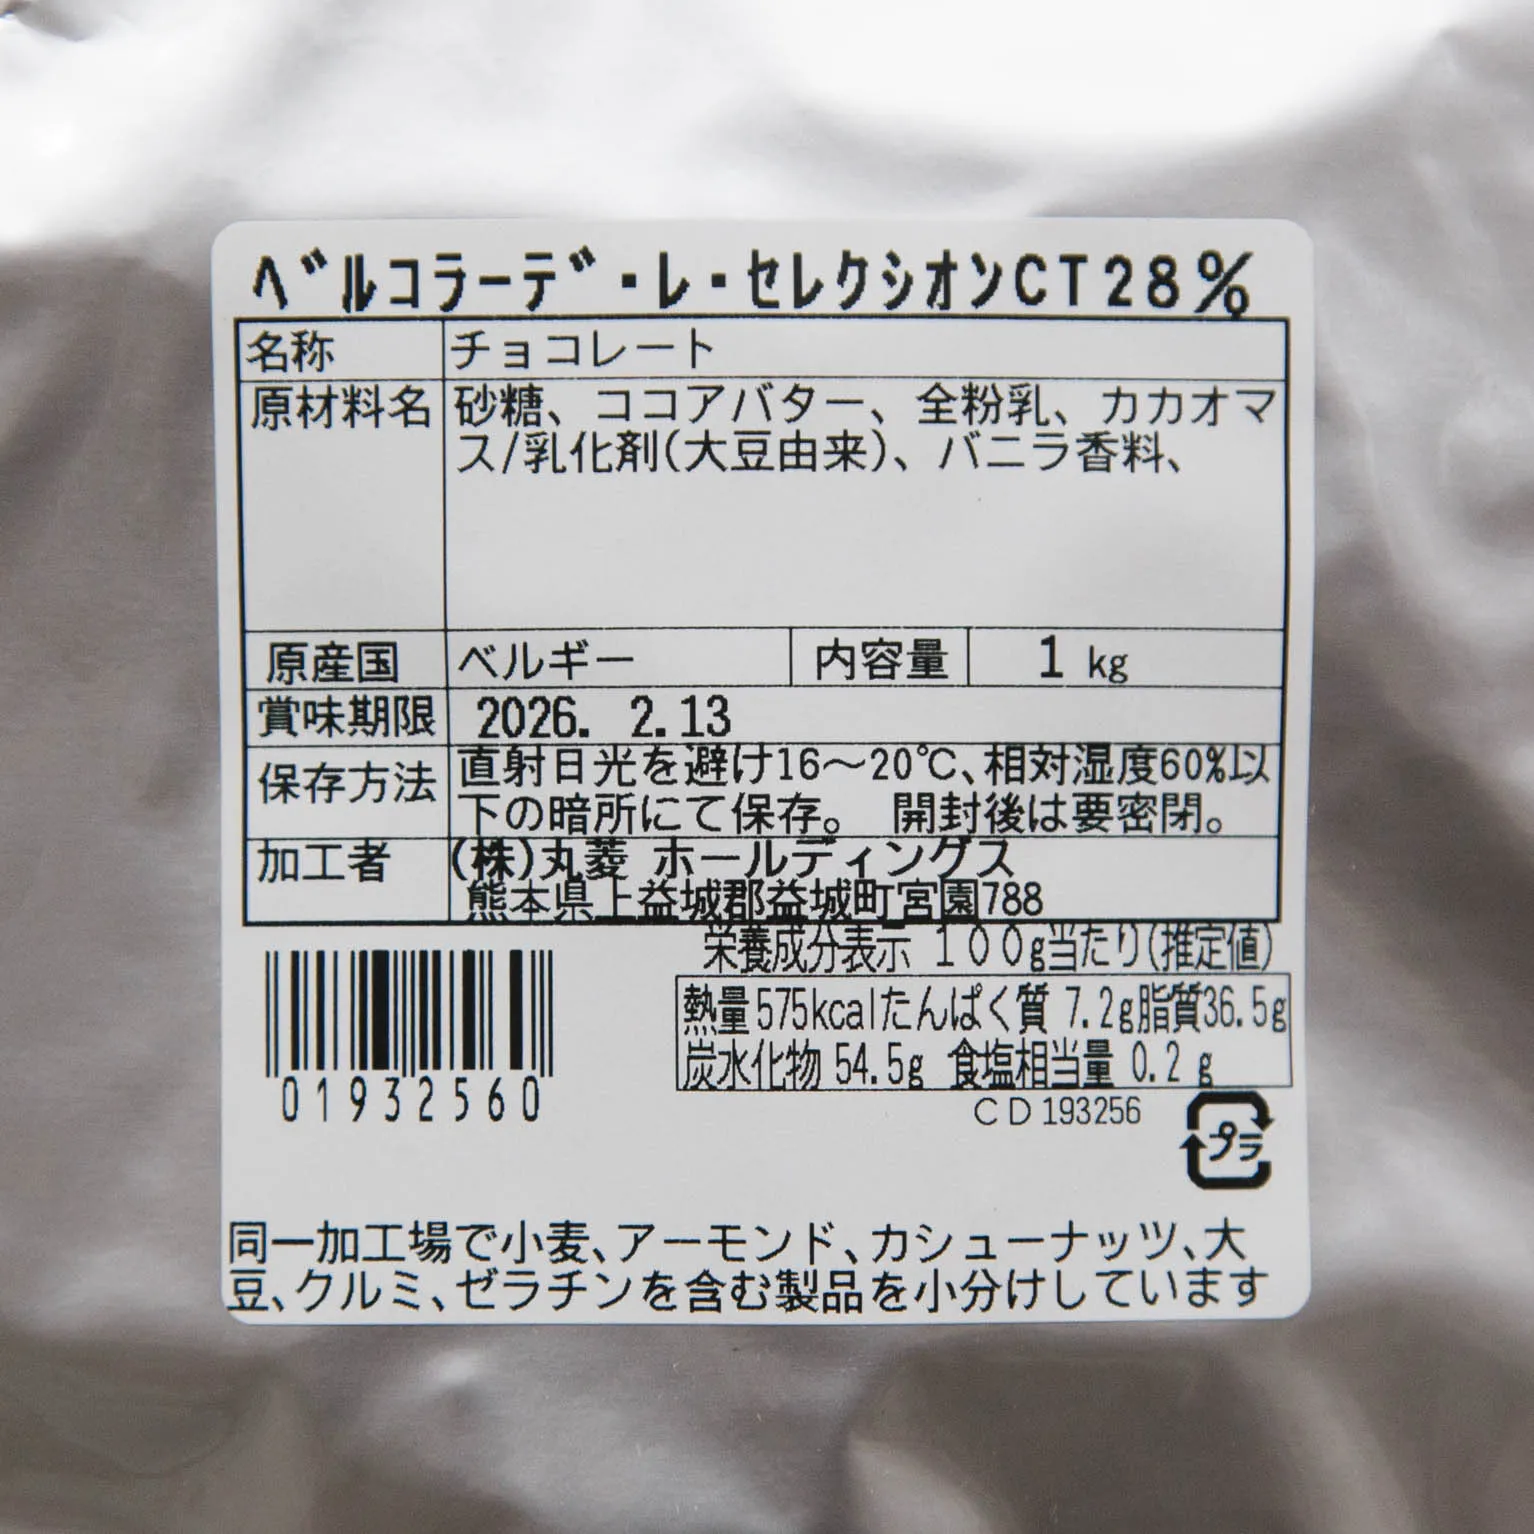 ベルコラーデ・レ・セレクシオンCT28%
名称 チョコレート
原材料名 砂糖、ココアバター、全粉乳、カカオマ
ス/乳化剤(大豆由来)、バニラ香料、
原産国 ベルギー 内容量 1 kg
賞味期限 2026. 2.13
保存方法 直射日光を避け16～20℃、相対湿度60%以
下の暗所にて保存。 開封後は要密閉。
加工者 (株)丸菱 ホールディングス
熊本県上益城郡益城町宮園788
栄養成分表示 100g当たり(推定値)
熱量575kcalたんぱく質 7.2g脂質36.5g
炭水化物 54.5g 食塩相当量 0.2 g
01932560
CD193256
プラ
同一加工場で小麦、アーモンド、カシューナッツ、大
豆、クルミ、ゼラチンを含む製品を小分けしています